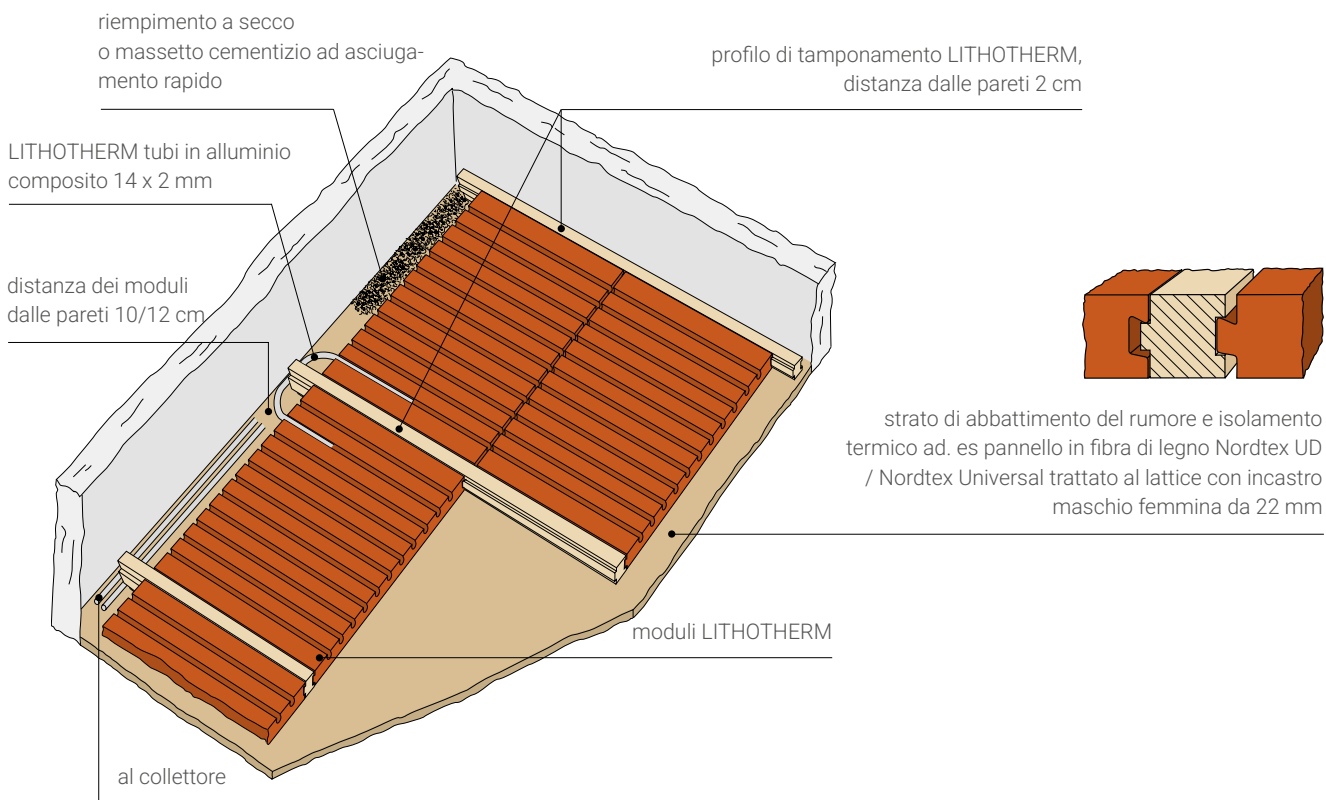 riempimento a secco
o massetto cementizio ad asciuga-
mento rapido
profilo di tamponamento LITHOTHERM,
distanza dalle pareti 2 cm
LITHOTHERM tubi in alluminio
composito 14 x 2 mm
distanza dei moduli
dalle pareti 10/12 cm
strato di abbattimento del rumore e isolamento
termico ad. es pannello in fibra di legno Nordtex UD
/ Nordtex Universal trattato al lattice con incastro
maschio femmina da 22 mm
moduli LITHOTHERM
al collettore